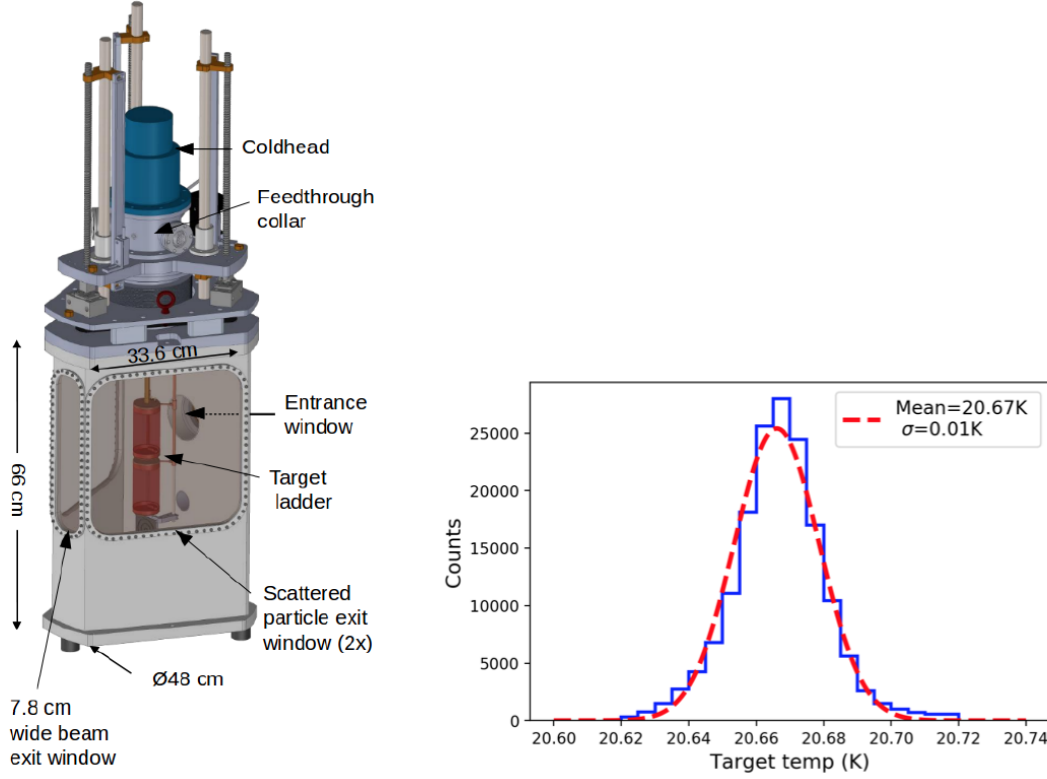 Coldhead
Feedthrough
collar
33.6 cm
66 cm
Entrance
window
Target
ladder
Scattered
particle exit
window (2x)
Ø48 cm
7.8 cm
wide beam
exit window
Mean=20.67K
σ=0.01K
Counts
25000
20000
15000
10000
5000
0
20.60 20.62 20.64 20.66 20.68 20.70 20.72 20.74
Target temp (K)